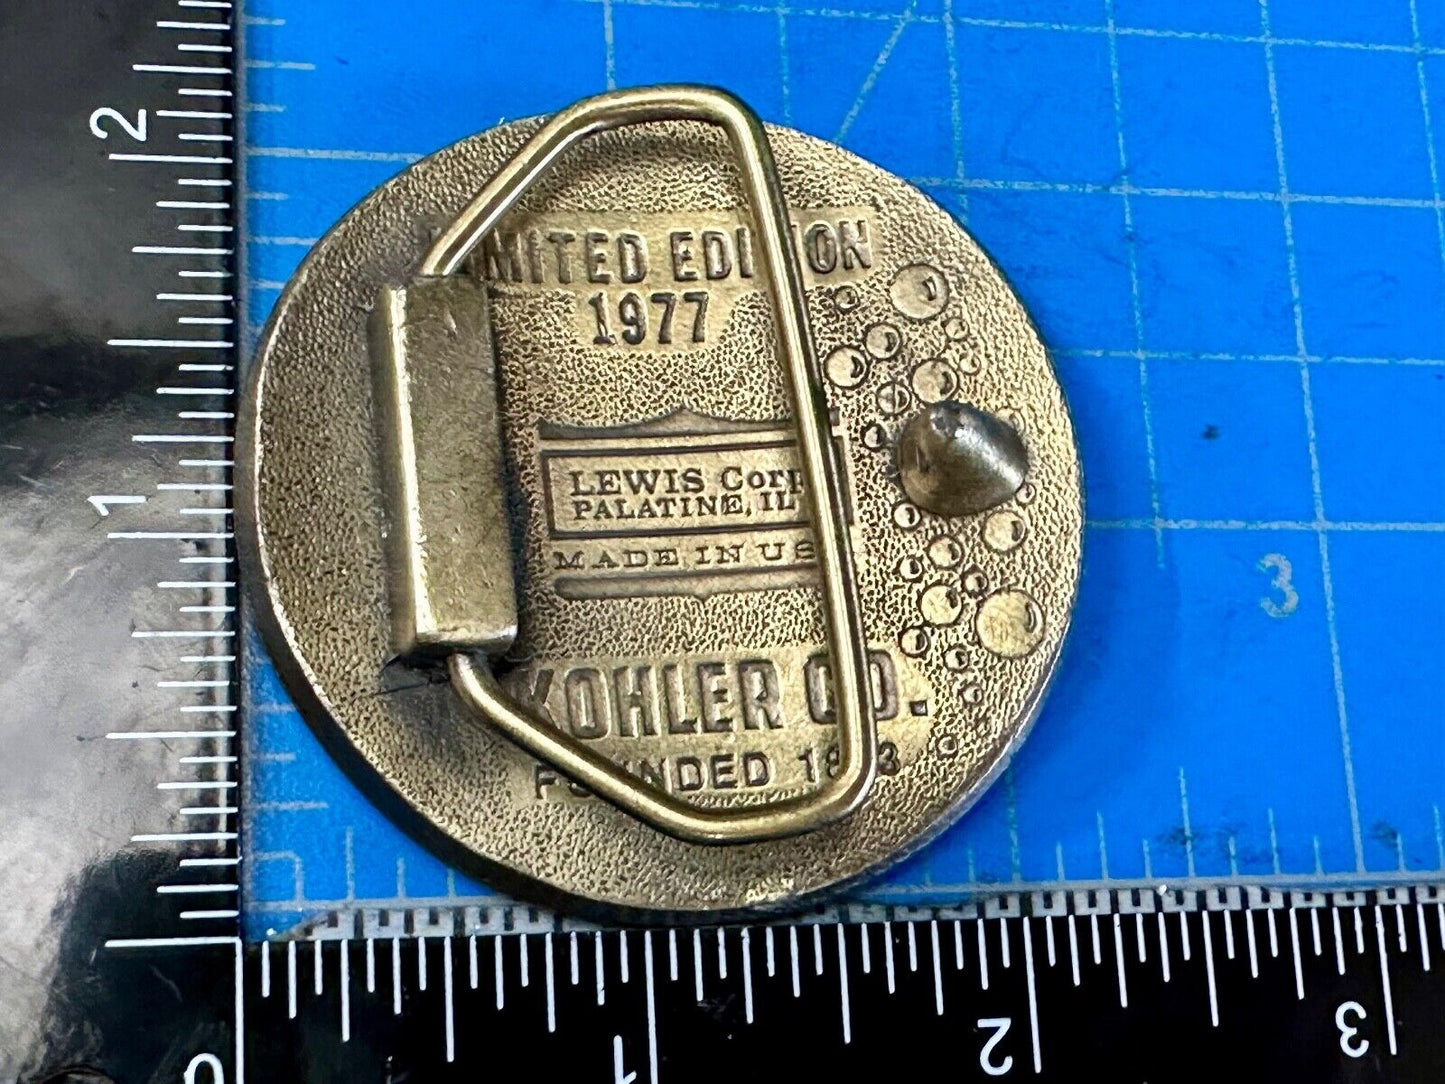 LIMITED EDITION
1977
LEWIS Corp
PALATINE, IL
MADE IN US
KOHLER CO.
FOUNDED 1873
2
1
0
1
2
3
3